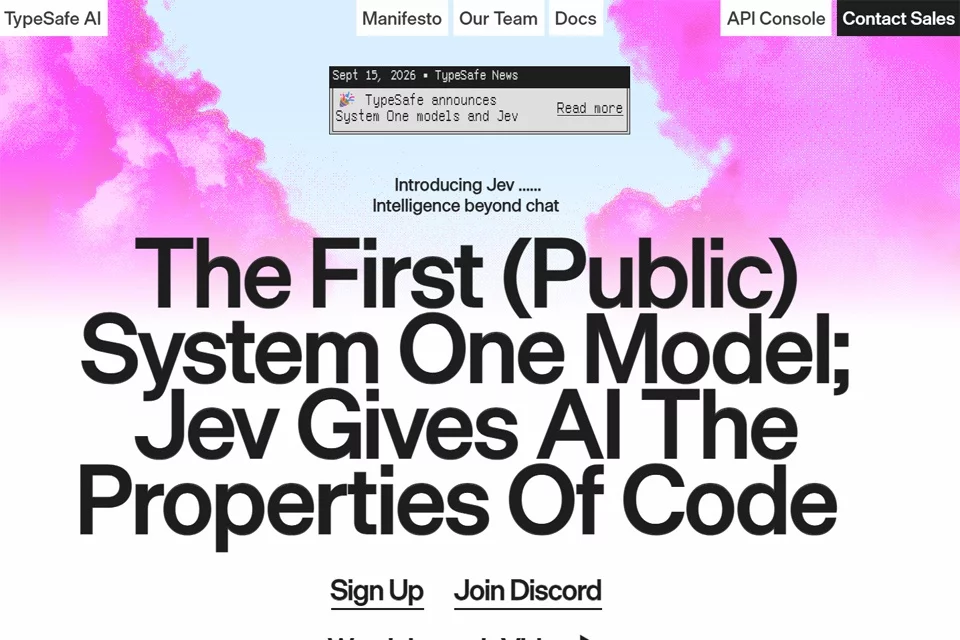 TypeSafe AI
Manifesto
Our Team
Docs
API Console
Contact Sales
Sept 15, 2026 ▪ TypeSafe News
🎉 TypeSafe announces
System One models and Jev
Read more
Introducing Jev ......
Intelligence beyond chat
The First (Public)
System One Model;
Jev Gives AI The
Properties Of Code
Sign Up
Join Discord